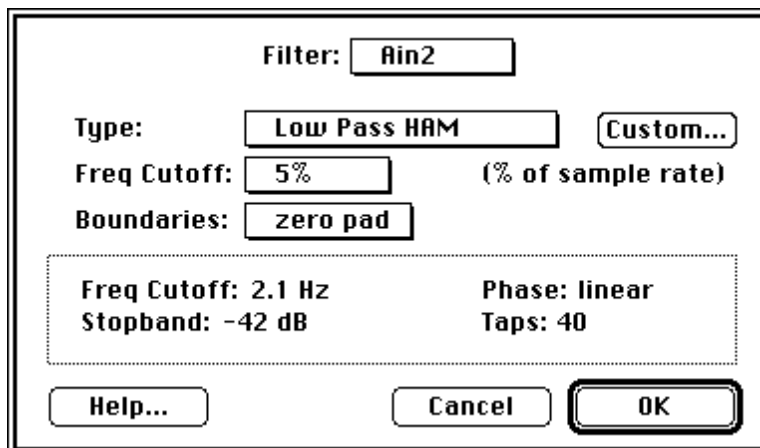 Filter: Ain2
Type: Low Pass HAM Custom...
Freq Cutoff: 5% (% of sample rate)
Boundaries: zero pad
Freq Cutoff: 2.1 Hz Phase: linear
Stopband: -42 dB Taps: 40
Help... Cancel OK